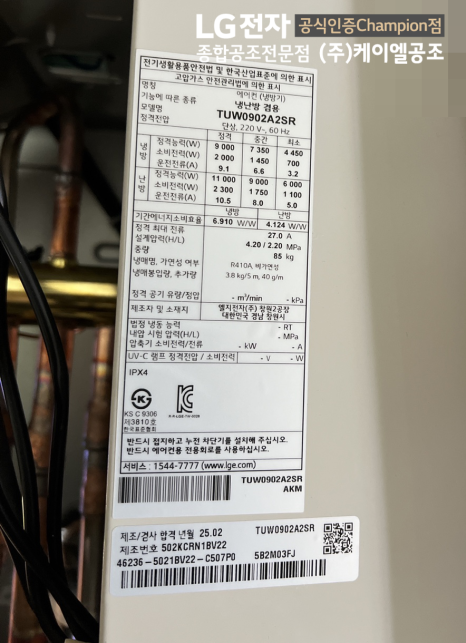 LG전자 공식인증Champion점
종합공조전문점 (주)케이엘공조
전기생활용품안전법 및 한국산업표준에 의한 표시
고압가스 안전관리법에 의한 표시
명칭 에어컨 (냉방기)
기능에 따른 종류 냉난방 겸용
모델명 TUW0902A2SR
정격전압 단상, 220 V~, 60 Hz
정격 중간 최소
냉방 정격능력(W) 9 000 7 350 4 450
소비전력(W) 2 000 1 450 700
운전전류(A) 9.1 6.6 3.2
난방 정격능력(W) 11 000 9 000 6 000
소비전력(W) 2 300 1 750 1 100
운전전류(A) 10.5 8.0 5.0
냉방 난방
기간에너지소비효율 6.910 W/W 4.124 W/W
정격 최대 전류 27.0 A
설계압력(H/L) 4.20 / 2.20 MPa
중량 85 kg
냉매명, 가연성 여부 R410A, 비가연성
냉매봉입량, 추가량 3.8 kg/5 m, 40 g/m
정격 공기 유량/정압 - m³/min - kPa
제조자 및 소재지 엘지전자(주) 창원2공장
대한민국 경남 창원시
법정 냉동 능력 - RT
내압 시험 압력(H/L) - MPa
압축기 소비전력/전류 - kW - A
UV-C 램프 정격전압 / 소비전력 - V - W
IPX4
KS C 9306
제3810호
한국표준협회
반드시 접지하고 누전 차단기를 설치해 주십시오.
반드시 에어컨용 전용회로를 사용하십시오.
서비스 : 1544-7777 (www.lge.com)
TUW0902A2SR
AKM
제조/검사 합격 년월 25.02 TUW0902A2SR
제조번호 502KCRN1BV22
46236-5021BV22-C507P0 5B2M03FJ